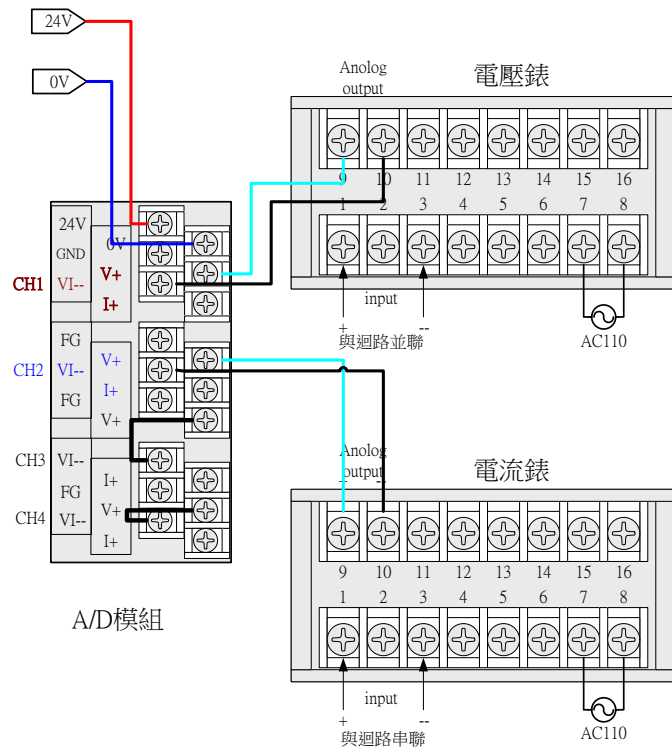 24V
0V
Anolog
output
電壓錶
9 10 11 12 13 14 15 16
1 2 3 4 5 6 7 8
input
+ --
與迴路並聯
AC110
24V
0V
GND
V+
CH1 VI--
I+
FG
V+
CH2 VI--
I+
FG
V+
CH3 VI--
I+
FG
V+
CH4 VI--
I+
A/D模組
Anolog
output
+ --
電流錶
9 10 11 12 13 14 15 16
1 2 3 4 5 6 7 8
input
+ --
與迴路串聯
AC110